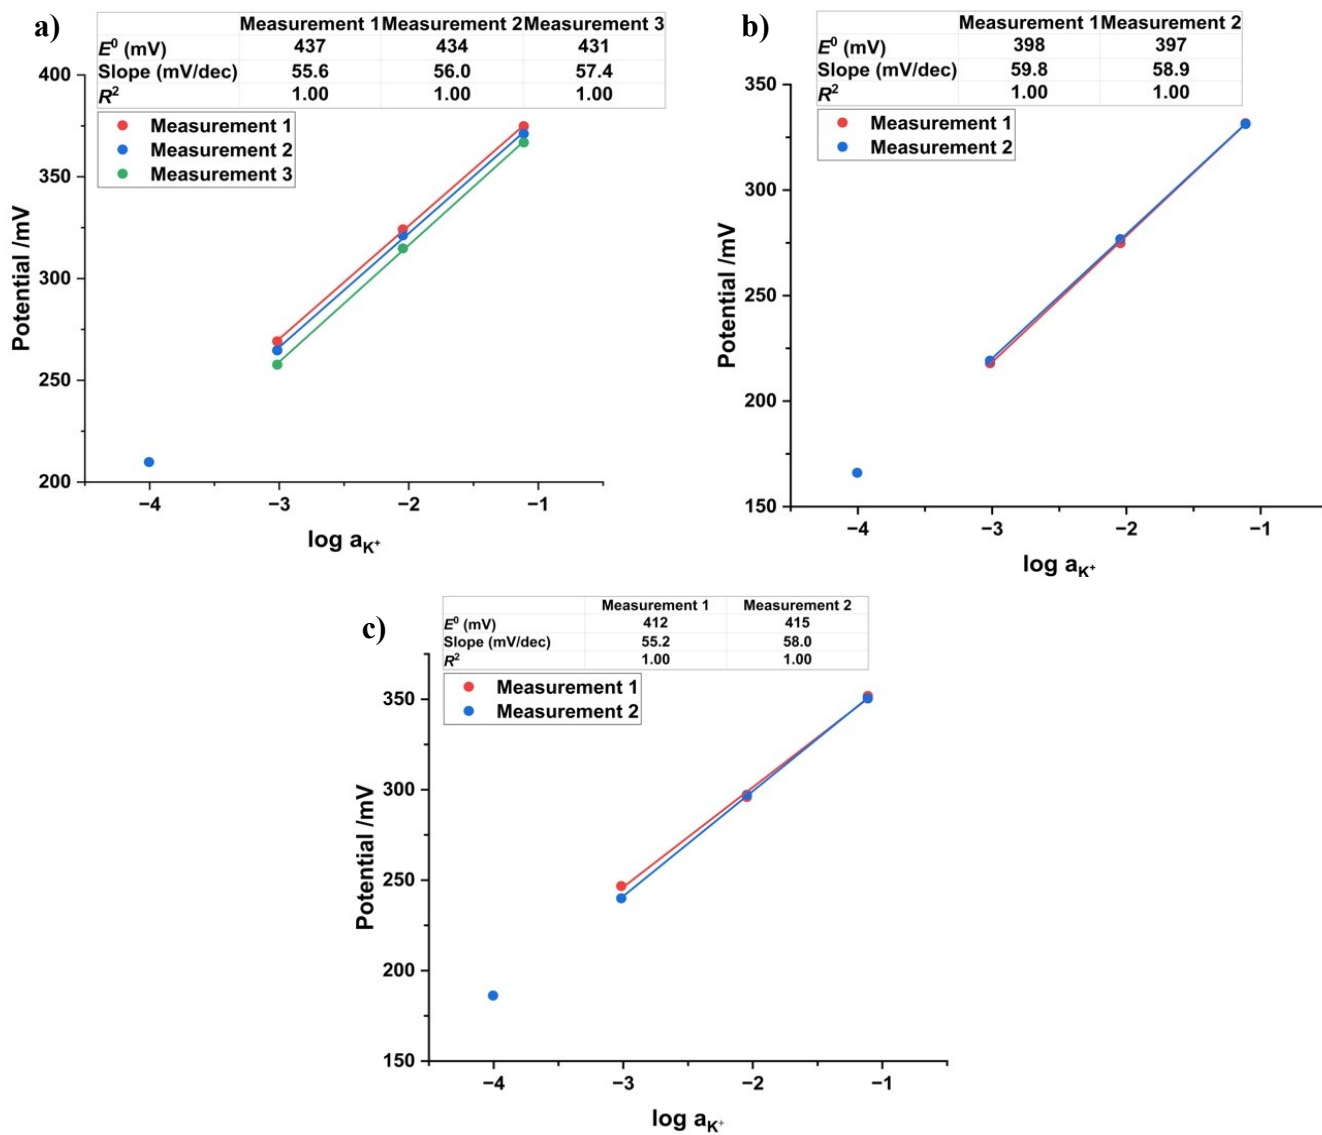 a)
Measurement 1 Measurement 2 Measurement 3
E⁰ (mV) 437 434 431
Slope (mV/dec) 55.6 56.0 57.4
R² 1.00 1.00 1.00
Measurement 1
Measurement 2
Measurement 3
400
350
300
250
200
Potential /mV
−4 −3 −2 −1
log a_K⁺
b)
Measurement 1 Measurement 2
E⁰ (mV) 398 397
Slope (mV/dec) 59.8 58.9
R² 1.00 1.00
Measurement 1
Measurement 2
350
300
250
200
150
Potential /mV
−4 −3 −2 −1
log a_K⁺
c)
Measurement 1 Measurement 2
E⁰ (mV) 412 415
Slope (mV/dec) 55.2 58.0
R² 1.00 1.00
Measurement 1
Measurement 2
350
300
250
200
150
Potential /mV
−4 −3 −2 −1
log a_K⁺